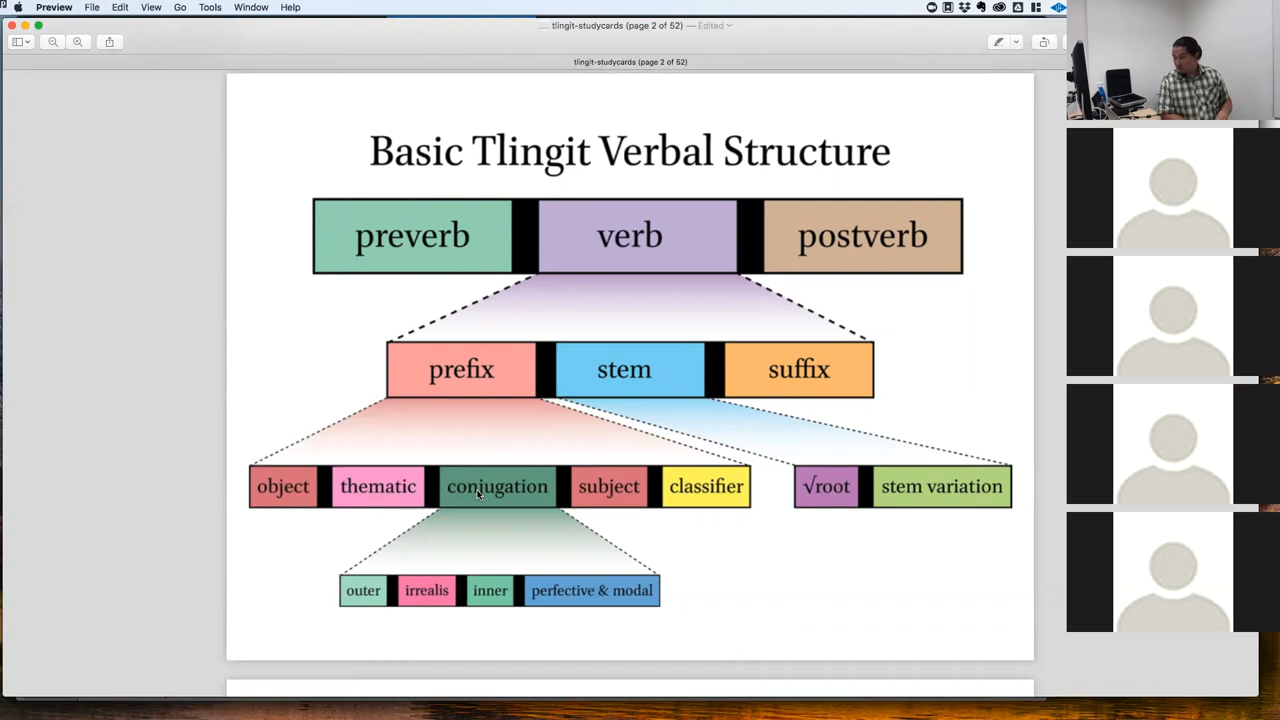 Preview File Edit View Go Tools Window Help
tlingit-studycards (page 2 of 52) — Edited
tlingit-studycards (page 2 of 52)
Basic Tlingit Verbal Structure
preverb verb postverb
prefix stem suffix
object thematic conjugation subject classifier √root stem variation
outer irrealis inner perfective & modal